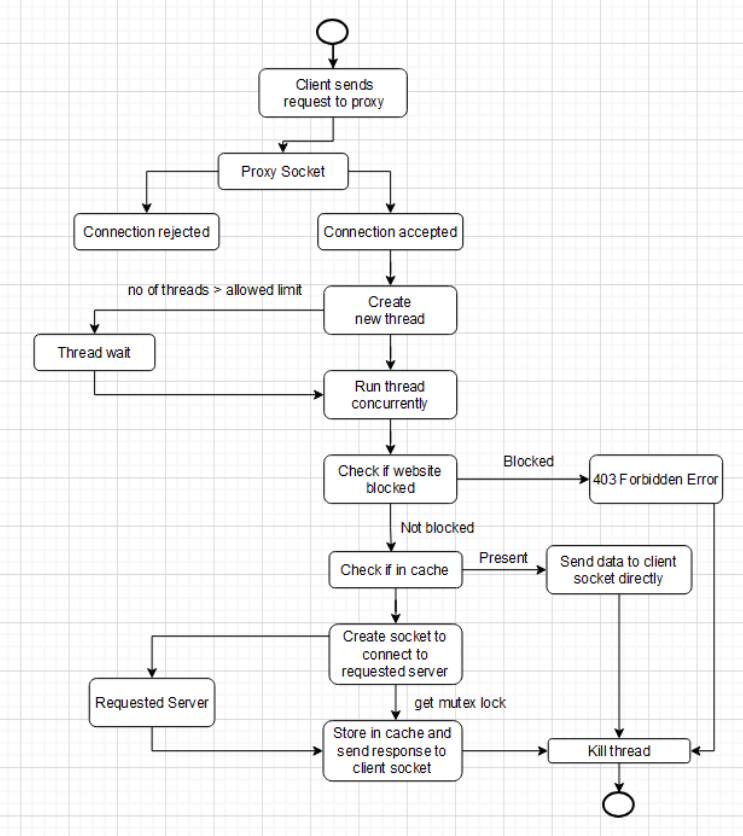 Client sends
request to proxy
Proxy Socket
Connection rejected
Connection accepted
no of threads > allowed limit
Create
new thread
Thread wait
Run thread
concurrently
Check if website
blocked
Blocked
403 Forbidden Error
Not blocked
Check if in cache
Present
Send data to client
socket directly
Create socket to
connect to
requested server
Requested Server
get mutex lock
Store in cache and
send response to
client socket
Kill thread